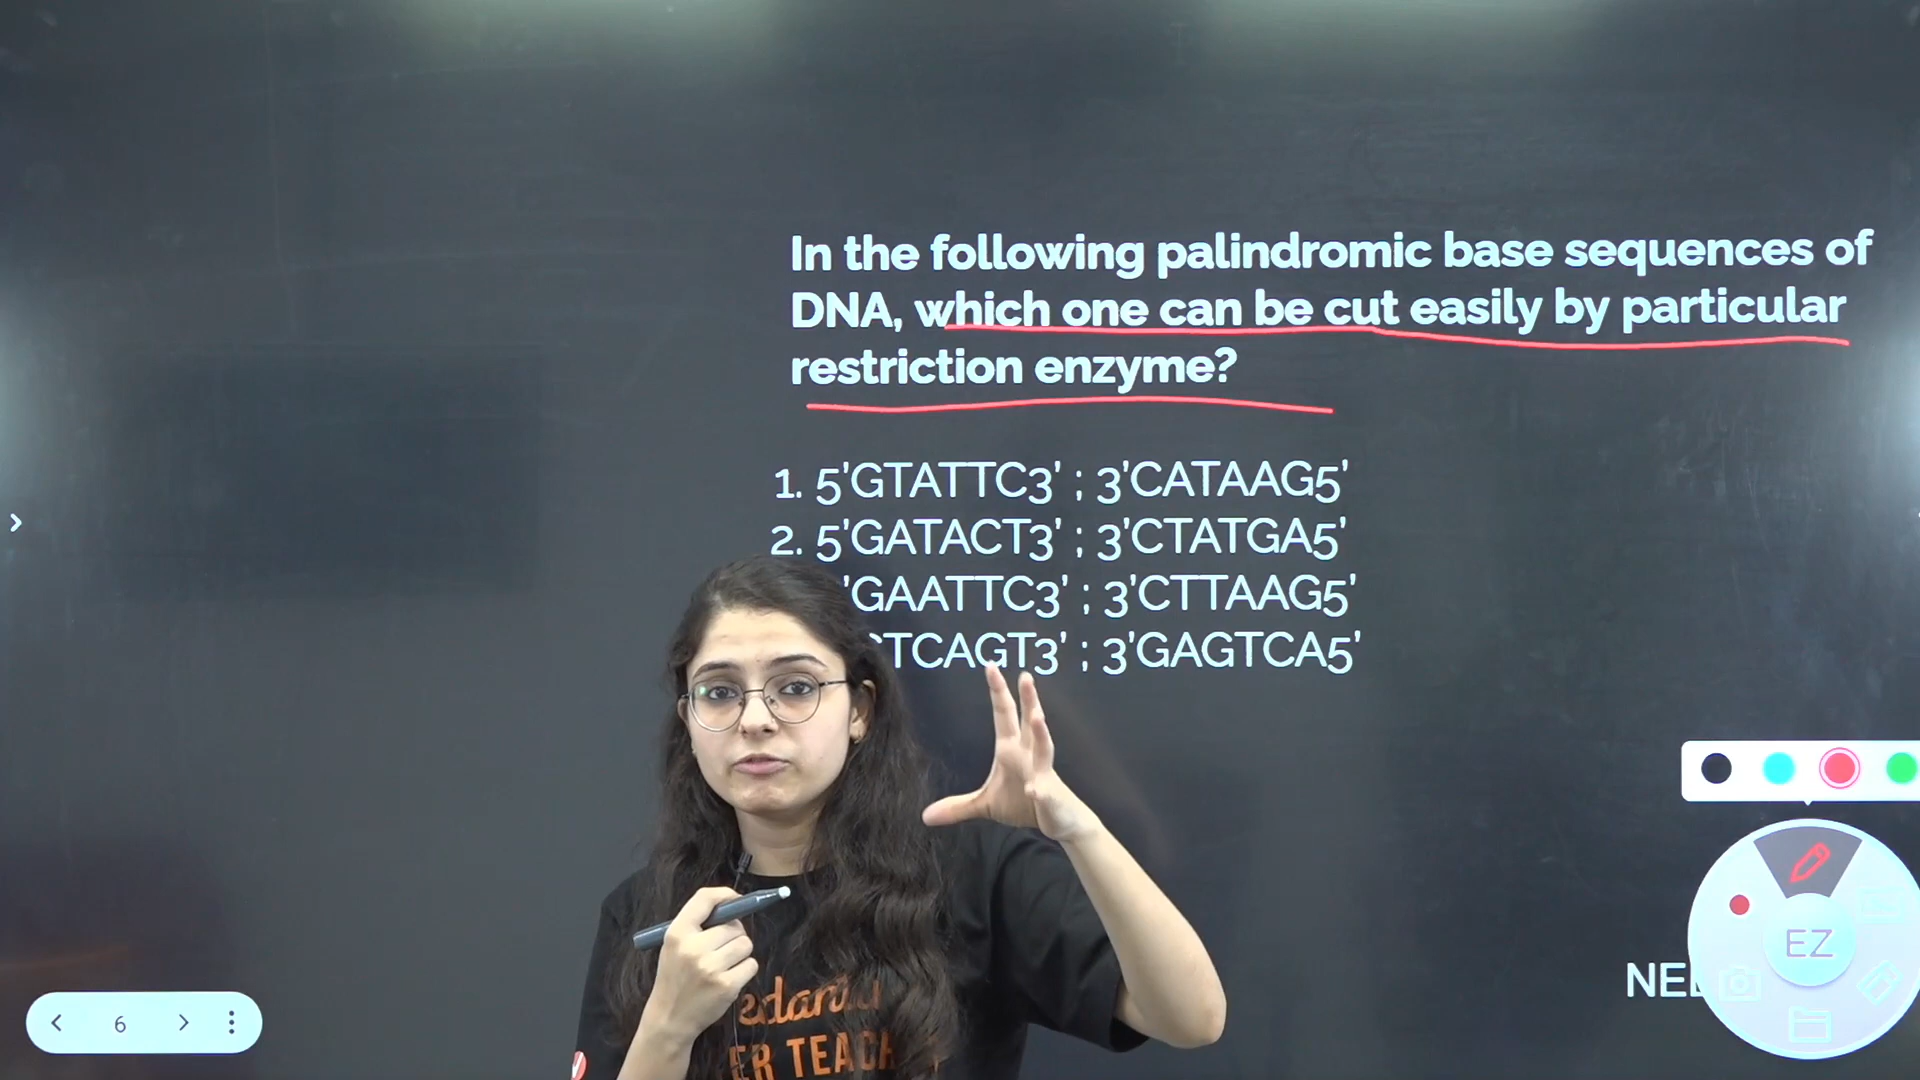 In the following palindromic base sequences of
DNA, which one can be cut easily by particular
restriction enzyme?
1. 5'GTATTC3' ; 3'CATAAG5'
2. 5'GATACT3' ; 3'CTATGA5'
'GAATTC3' ; 3'CTTAAG5'
TCAGT3' ; 3'GAGTCA5'
EZ
6